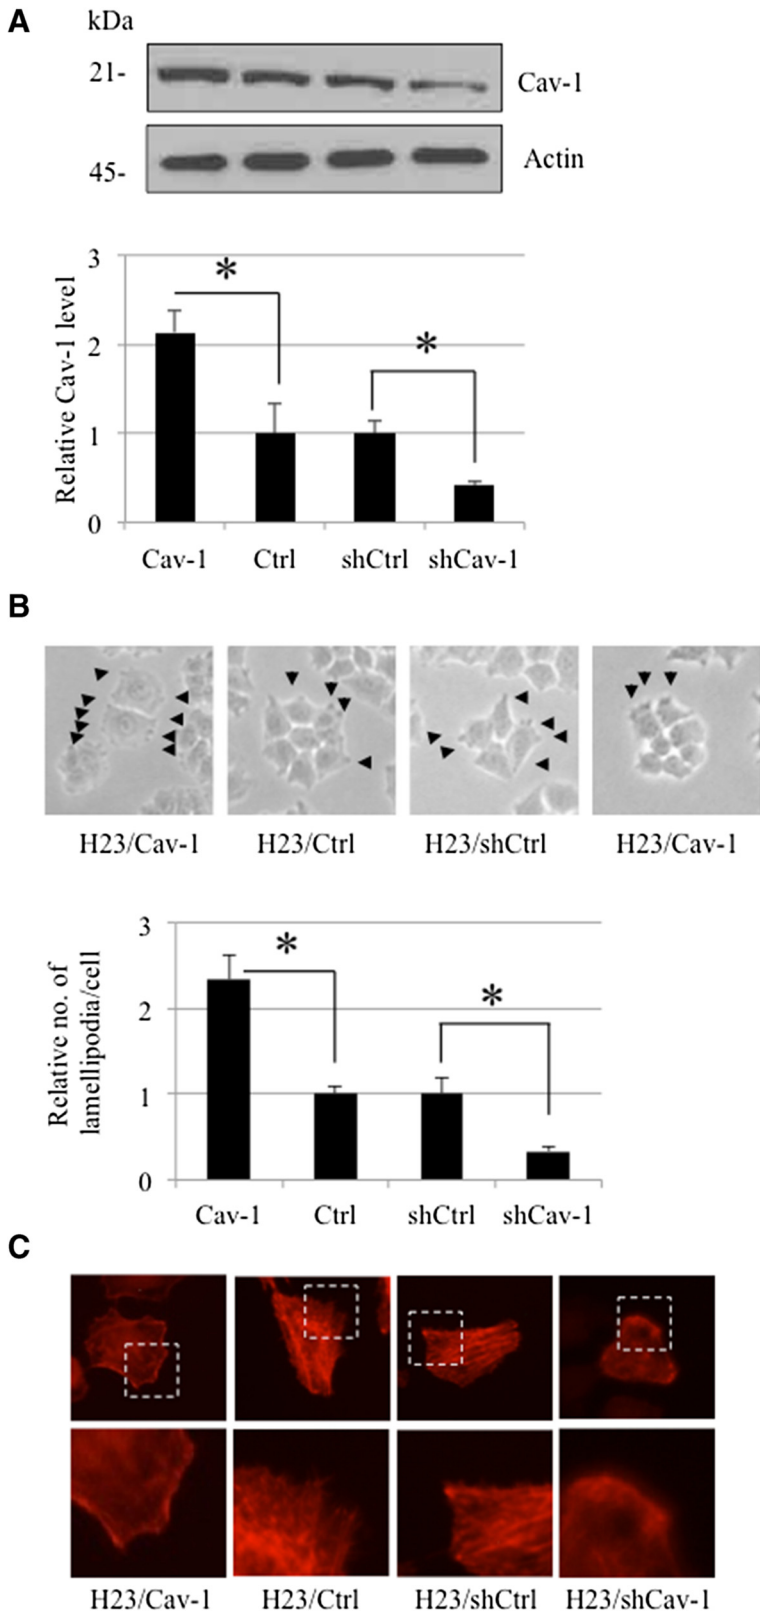 A
kDa
21-
Cav-1
45-
Actin
3
*
*
2
1
0
Relative Cav-1 level
Cav-1 Ctrl shCtrl shCav-1
B
H23/Cav-1 H23/Ctrl H23/shCtrl H23/Cav-1
3
*
*
2
1
0
Relative no. of
lamellipodia/cell
Cav-1 Ctrl shCtrl shCav-1
C
H23/Cav-1 H23/Ctrl H23/shCtrl H23/shCav-1